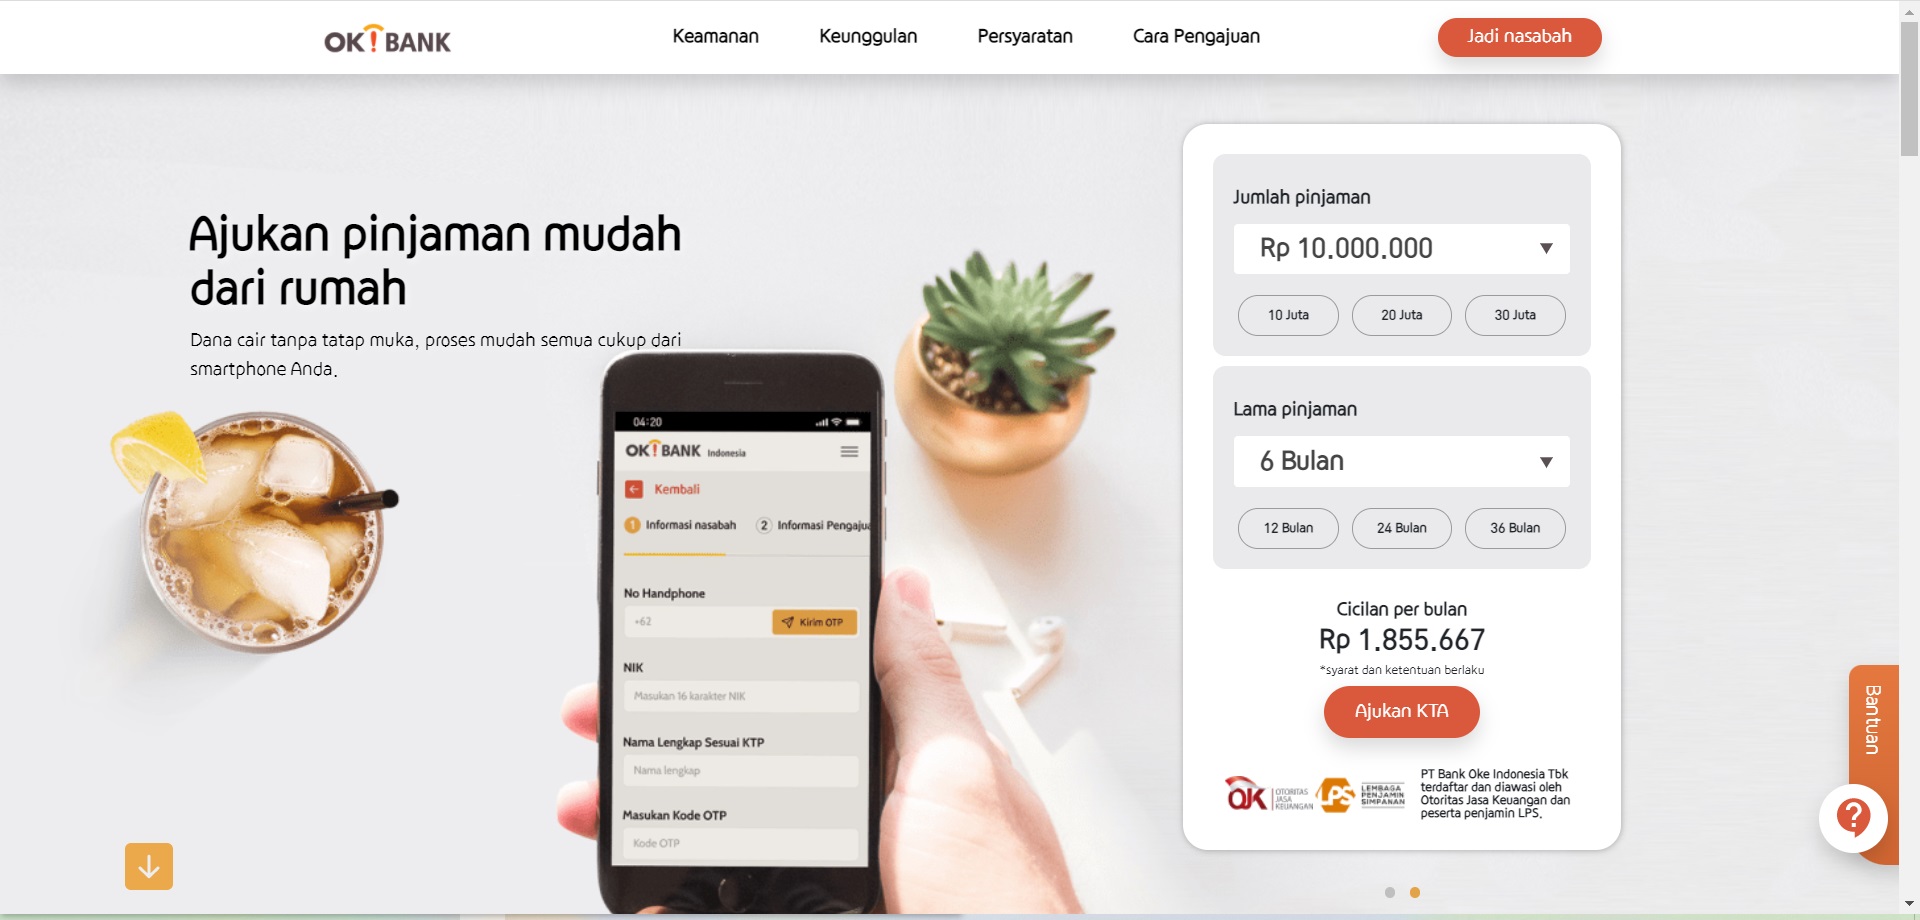 OK! BANK
Keamanan
Keunggulan
Persyaratan
Cara Pengajuan
Jadi nasabah
Ajukan pinjaman mudah
dari rumah
Dana cair tanpa tatap muka, proses mudah semua cukup dari
smartphone Anda.
04:20
OK! BANK Indonesia
Kembali
1 Informasi nasabah
2 Informasi Pengajua
No Handphone
+62
Kirim OTP
NIK
Masukan 16 karakter NIK
Nama Lengkap Sesuai KTP
Nama lengkap
Masukan Kode OTP
Kode OTP
Jumlah pinjaman
Rp 10.000.000
10 Juta
20 Juta
30 Juta
Lama pinjaman
6 Bulan
12 Bulan
24 Bulan
36 Bulan
Cicilan per bulan
Rp 1.855.667
*syarat dan ketentuan berlaku
Ajukan KTA
OJK
OTORITAS
JASA
KEUANGAN
LPS
LEMBAGA
PENJAMIN
SIMPANAN
PT Bank Oke Indonesia Tbk
terdaftar dan diawasi oleh
Otoritas Jasa Keuangan dan
peserta penjamin LPS.
Bantuan
?